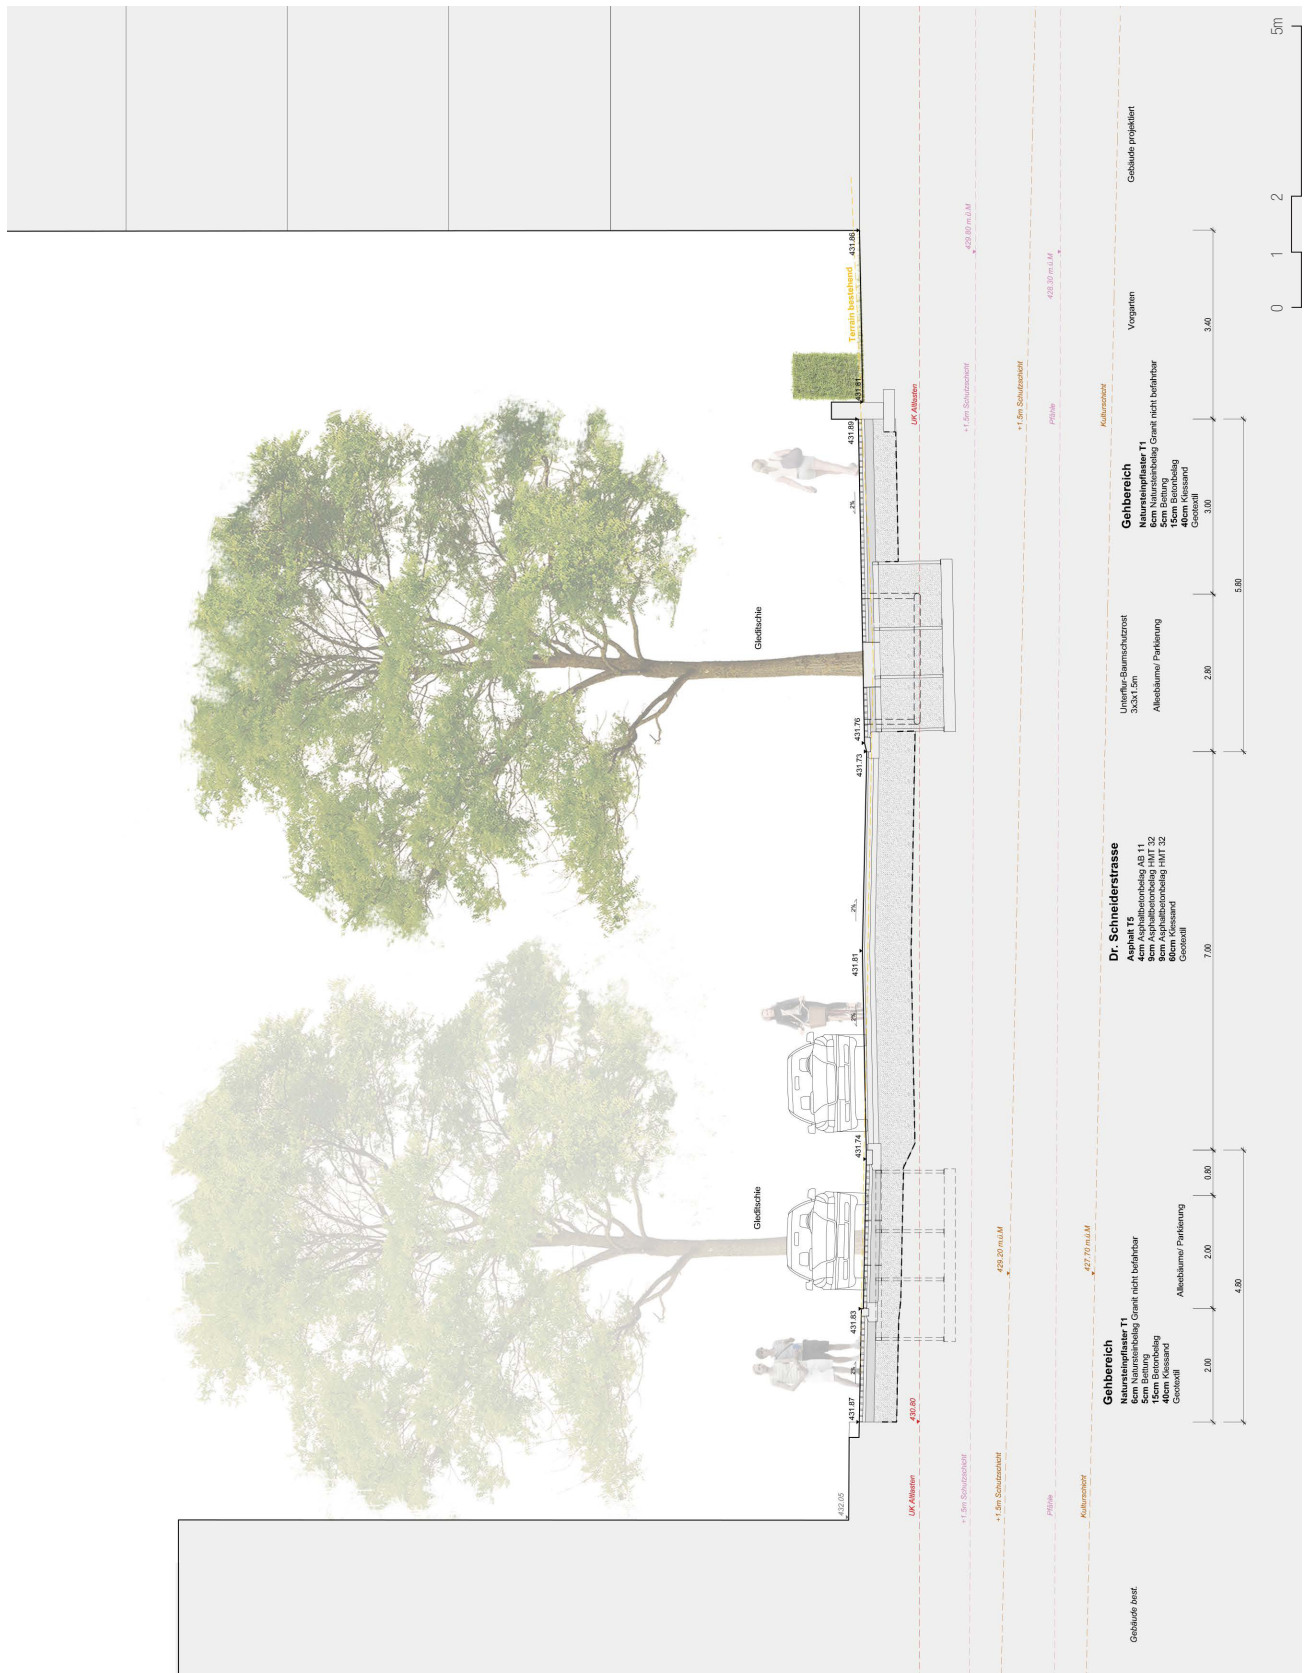 Gleditschie
Gleditschie
432.05
431.87
2%
431.83
431.74
2%
431.81
2%
431.73
431.76
2%
431.89
431.81
Terrain bestehend
431.86
UK Altlasten
430.80
UK Altlasten
+1.5m Schutzschicht
+1.5m Schutzschicht
429.80 m.ü.M
+1.5m Schutzschicht
429.20 m.ü.M
+1.5m Schutzschicht
Pfähle
Pfähle
428.30 m.ü.M
Kulturschicht
427.70 m.ü.M
Kulturschicht
Gebäude best.
Gehbereich
Natursteinpflaster T1
6cm Natursteinbelag Granit nicht befahrbar
5cm Bettung
15cm Betonbelag
40cm Kiessand
Geotextil
Alleebäume/ Parkierung
Dr. Schneiderstrasse
Asphalt T5
4cm Asphaltbetonbelag AB 11
9cm Asphaltbetonbelag HMT 32
9cm Asphaltbetonbelag HMT 32
60cm Kiessand
Geotextil
Unterflur-Baumschutzrost
3x3x1.5m
Alleebäume/ Parkierung
Gehbereich
Natursteinpflaster T1
6cm Natursteinbelag Granit nicht befahrbar
5cm Bettung
15cm Betonbelag
40cm Kiessand
Geotextil
Vorgarten
Gebäude projektiert
2.00
2.00
0.80
7.00
2.80
3.00
3.40
4.80
5.80
0
1
2
5m